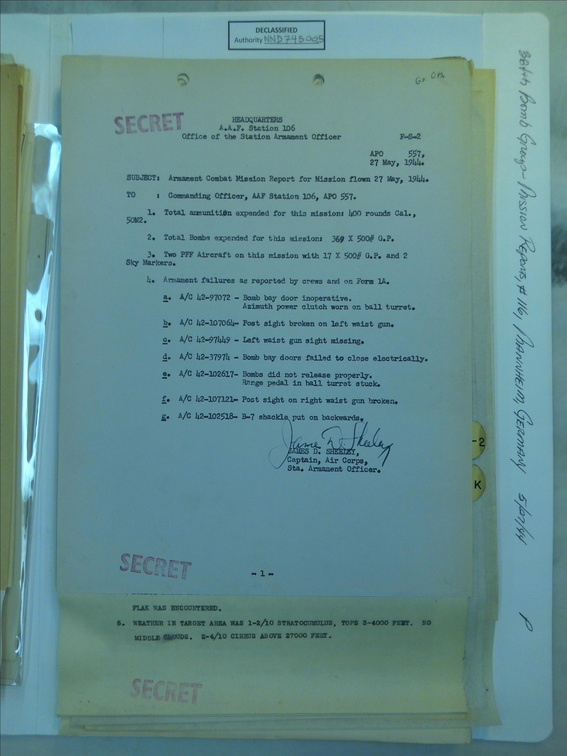 DECLASSIFIED
Authority NND 745005
Gp Ops
SECRET
HEADQUARTERS
A.A.F. Station 106
Office of the Station Armament Officer
F-S-2
APO 557,
27 May, 1944.
SUBJECT: Armament Combat Mission Report for Mission flown 27 May, 1944.
TO : Commanding Officer, AAF Station 106, APO 557.
1. Total ammunition expended for this mission: 400 rounds Cal.,
50M2.
2. Total Bombs expended for this mission: 369 X 500# G.P.
3. Two PFF Aircraft on this mission with 17 X 500# G.P. and 2
Sky Markers.
4. Armament failures as reported by crews and on Form 1A.
a. A/C 42-97072 - Bomb bay door inoperative.
Azimuth power clutch worn on ball turret.
b. A/C 42-107064- Post sight broken on left waist gun.
c. A/C 42-97449 - Left waist gun sight missing.
d. A/C 42-37974 - Bomb bay doors failed to close electrically.
e. A/C 42-102617- Bombs did not release properly.
Range pedal in ball turret stuck.
f. A/C 42-107121- Post sight on right waist gun broken.
g. A/C 42-102518- B-7 shackle put on backwards.
James D. Sheeley
JAMES D. SHEELEY,
Captain, Air Corps,
Sta. Armament Officer.
SECRET
-1-
FLAK WAS ENCOUNTERED.
6. WEATHER IN TARGET AREA WAS 1-2/10 STRATOCUMULUS, TOPS 3-4000 FEET. NO
MIDDLE CLOUDS. 2-4/10 CIRRUS ABOVE 27000 FEET.
SECRET
-2
K
384th Bomb Group - Mission Reports, # 116, Mannheim, Germany 5/27/44 P